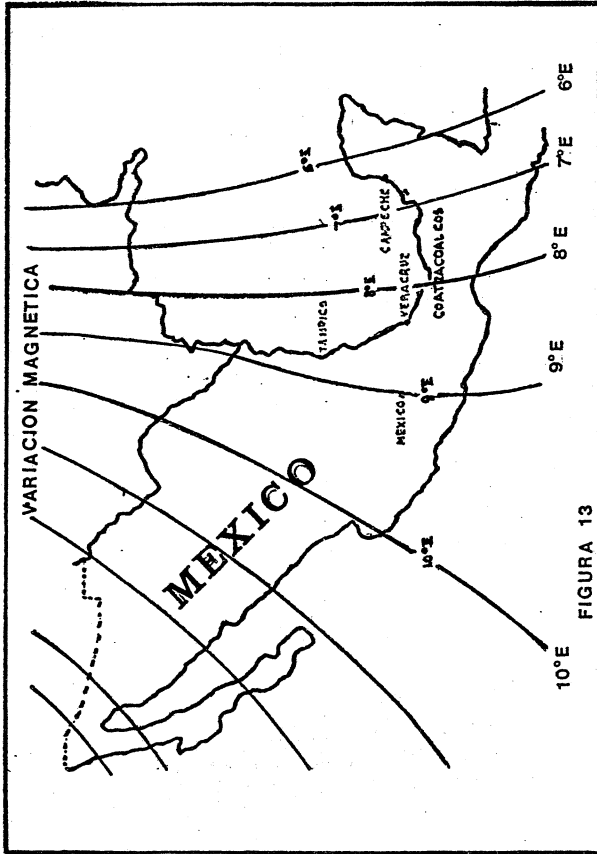 VARIACION MAGNETICA
6°E
7°E
8°E
TAMPICO
CAMPECHE
VERACRUZ
COATZACOALCOS
MEXICO
9°E
MEXICO
10°E
10°E
9°E
8°E
7°E
6°E
FIGURA 13